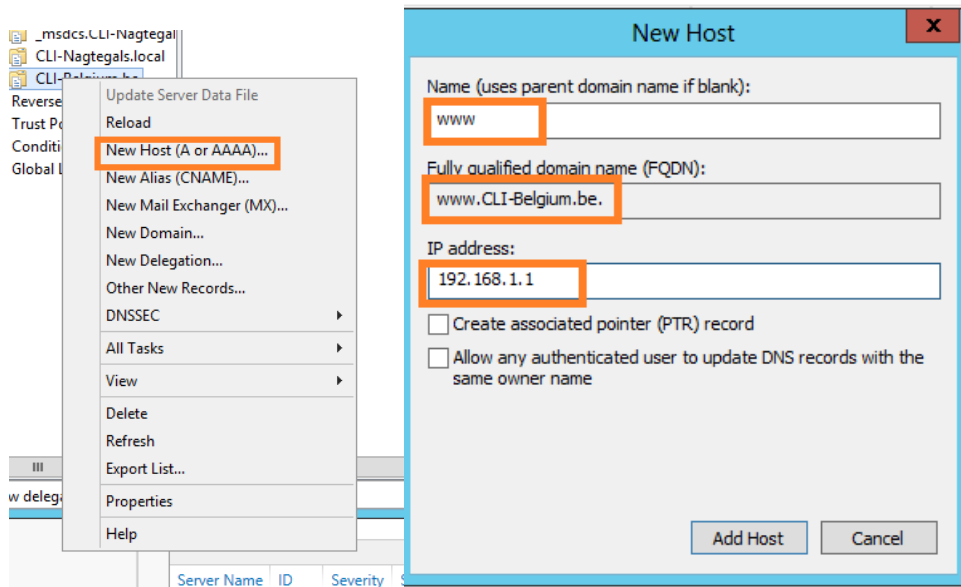 _msdcs.CLI-Nagtegal
CLI-Nagtegals.local
CLI-Belgium.be
Reverse
Trust Po
Conditi
Global L
Update Server Data File
Reload
New Host (A or AAAA)...
New Alias (CNAME)...
New Mail Exchanger (MX)...
New Domain...
New Delegation...
Other New Records...
DNSSEC
All Tasks
View
Delete
Refresh
Export List...
Properties
Help
w delega
Server Name ID Severity S
New Host
x
Name (uses parent domain name if blank):
www
Fully qualified domain name (FQDN):
www.CLI-Belgium.be.
IP address:
192.168.1.1
Create associated pointer (PTR) record
Allow any authenticated user to update DNS records with the
same owner name
Add Host
Cancel